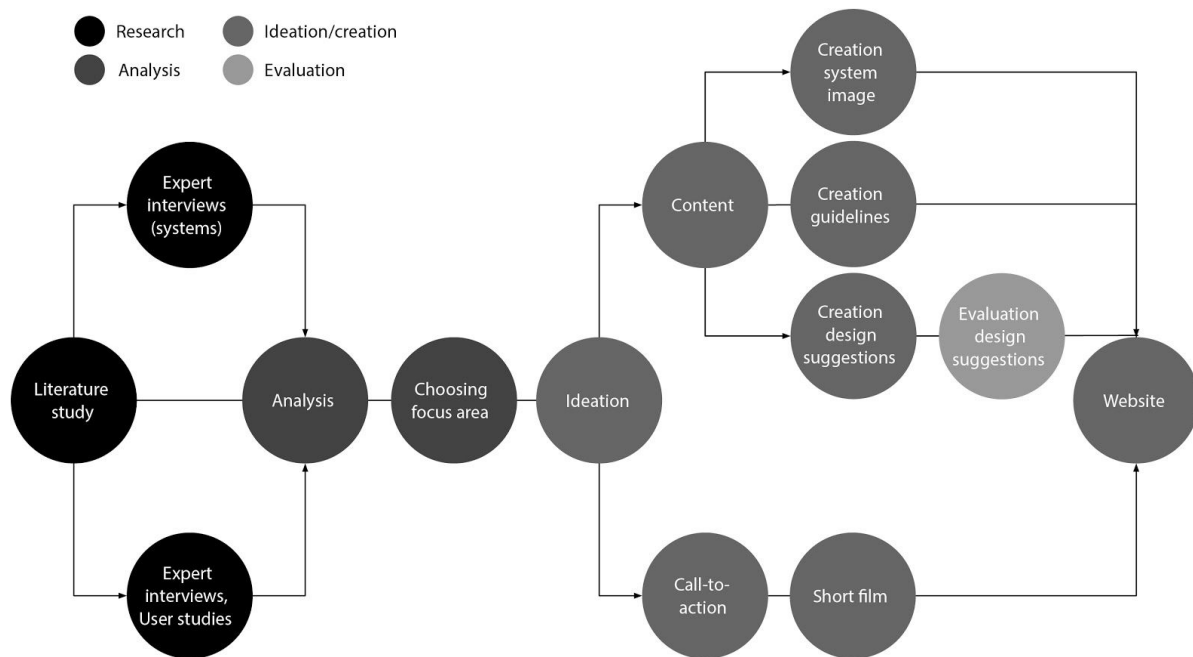 Research
Ideation/creation
Analysis
Evaluation
Creation
system
image
Expert
interviews
(systems)
Content
Creation
guidelines
Creation
design
suggestions
Evaluation
design
suggestions
Literature
study
Analysis
Choosing
focus area
Ideation
Website
Expert
interviews,
User studies
Call-to-
action
Short film